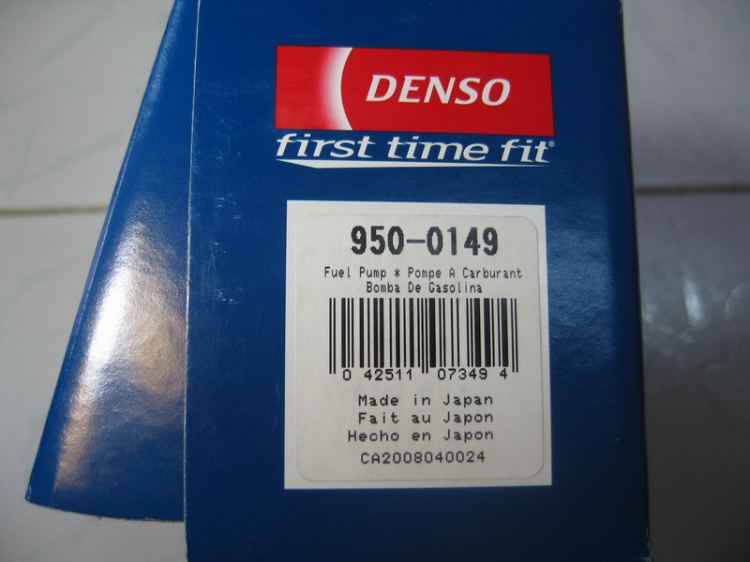 DENSO
first time fit®
950-0149
Fuel Pump * Pompe A Carburant
Bomba De Gasolina
0 42511 07349 4
Made in Japan
Fait au Japon
Hecho en Japon
CA2008040024